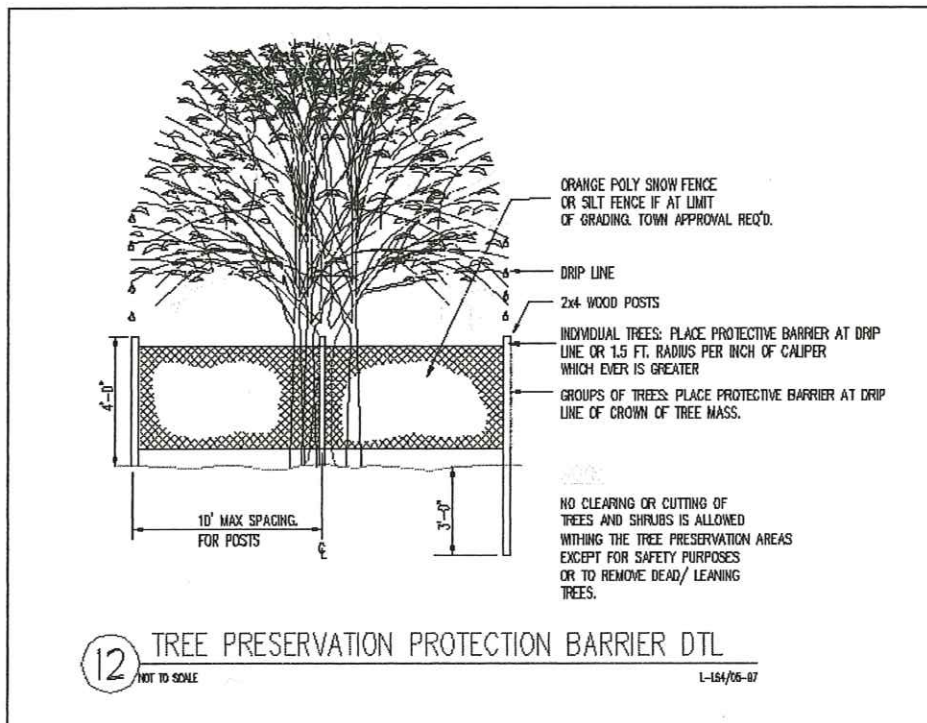 ORANGE POLY SNOW FENCE
OR SILT FENCE IF AT LIMIT
OF GRADING. TOWN APPROVAL REQ'D.
DRIP LINE
2x4 WOOD POSTS
INDIVIDUAL TREES: PLACE PROTECTIVE BARRIER AT DRIP
LINE OR 1.5 FT. RADIUS PER INCH OF CALIPER
WHICH EVER IS GREATER
GROUPS OF TREES: PLACE PROTECTIVE BARRIER AT DRIP
LINE OF CROWN OF TREE MASS.
4'-0"
10' MAX SPACING.
FOR POSTS
3'-0"
NO CLEARING OR CUTTING OF
TREES AND SHRUBS IS ALLOWED
WITHING THE TREE PRESERVATION AREAS
EXCEPT FOR SAFETY PURPOSES
OR TO REMOVE DEAD/ LEANING
TREES.
12 TREE PRESERVATION PROTECTION BARRIER DTL
NOT TO SCALE
L-LS4/05-97